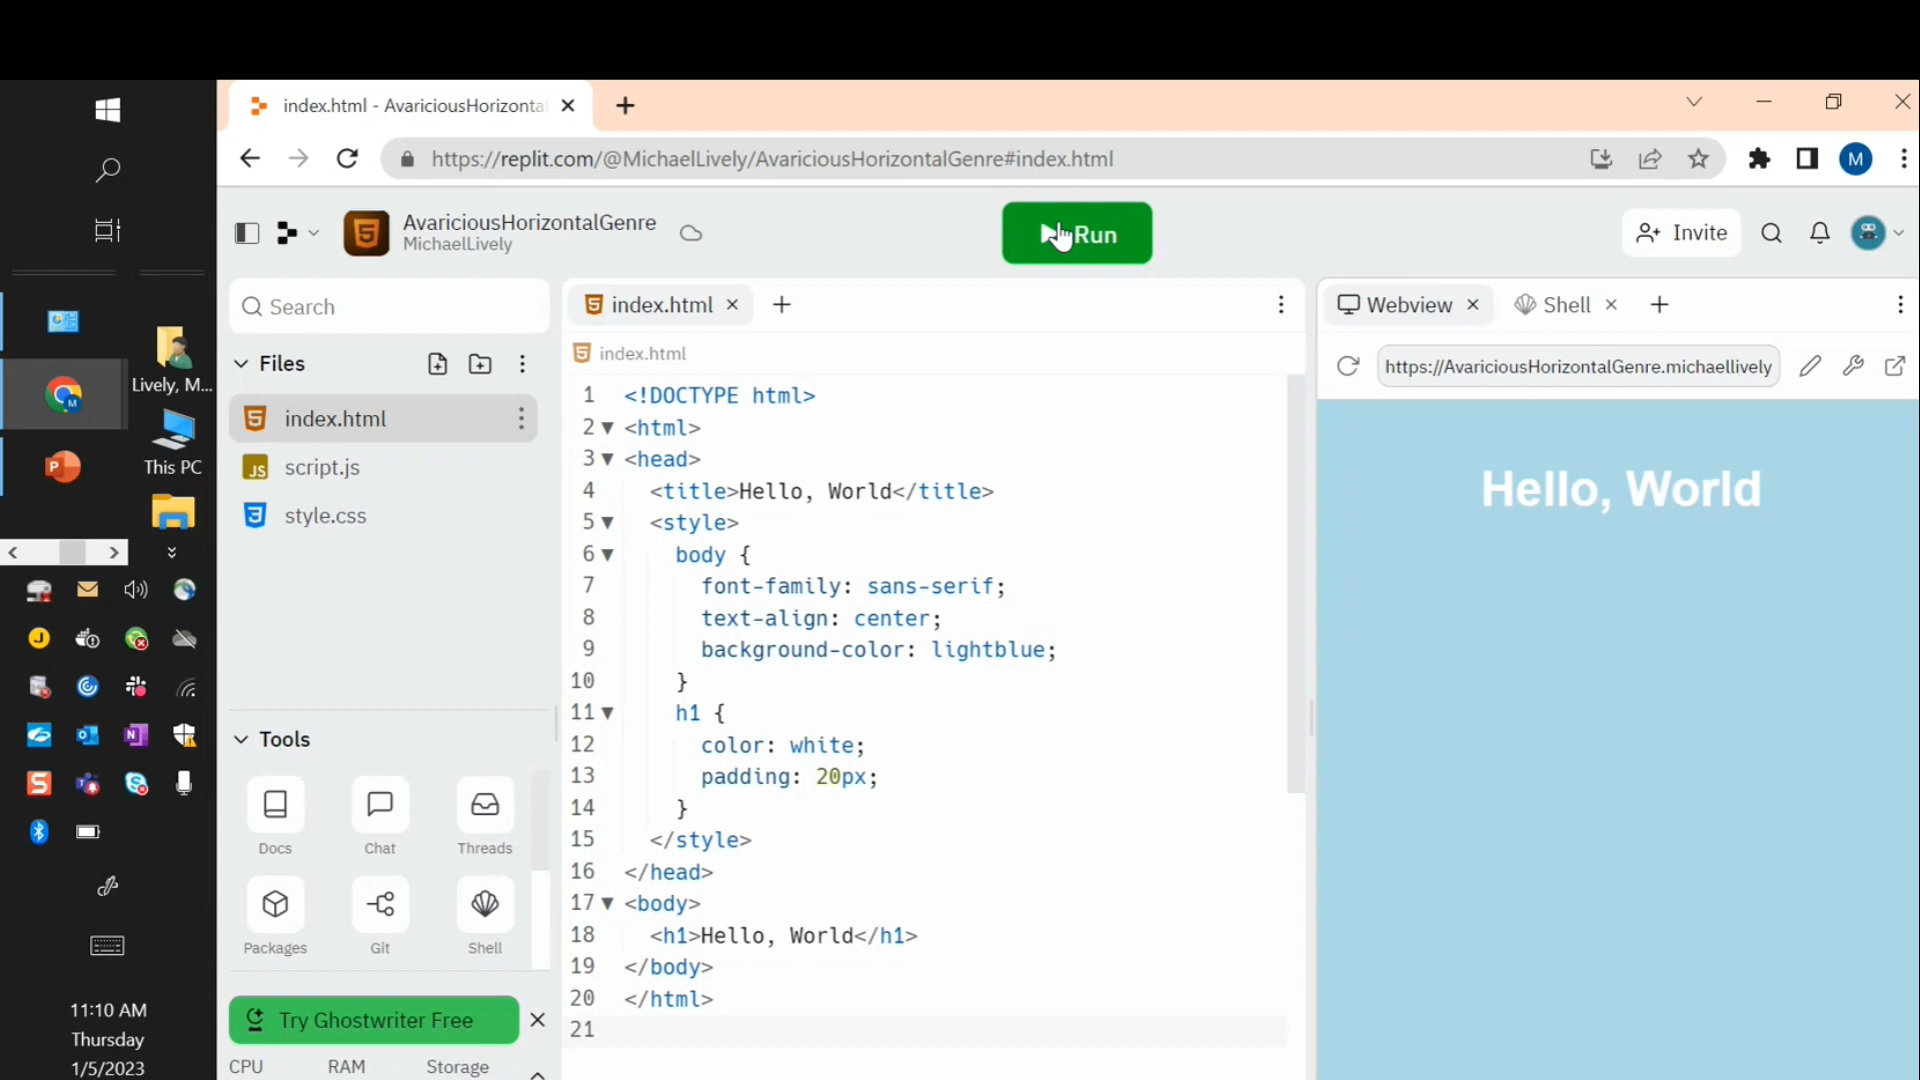 index.html - AvariciousHorizonta
https://replit.com/@MichaelLively/AvariciousHorizontalGenre#index.html
M
AvariciousHorizontalGenre
MichaelLively
Run
Invite
Lively, M...
This PC
Search
Files
index.html
script.js
style.css
Tools
Docs
Chat
Threads
Packages
Git
Shell
Try Ghostwriter Free
CPU RAM Storage
index.html
index.html
1 <!DOCTYPE html>
2 <html>
3 <head>
4 <title>Hello, World</title>
5 <style>
6 body {
7 font-family: sans-serif;
8 text-align: center;
9 background-color: lightblue;
10 }
11 h1 {
12 color: white;
13 padding: 20px;
14 }
15 </style>
16 </head>
17 <body>
18 <h1>Hello, World</h1>
19 </body>
20 </html>
21
Webview
Shell
https://AvariciousHorizontalGenre.michaellively
Hello, World
11:10 AM
Thursday
1/5/2023